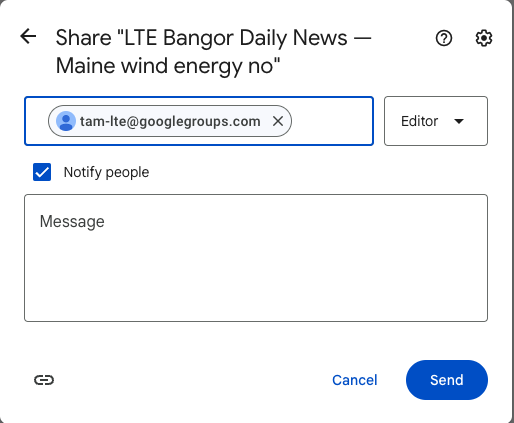 Share "LTE Bangor Daily News —
Maine wind energy no"
tam-lte@googlegroups.com
Editor
Notify people
Message
Cancel
Send